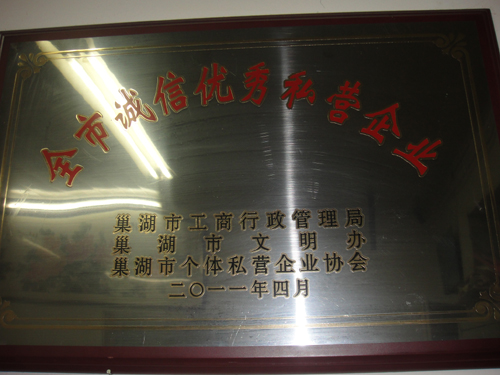 全市诚信优秀私营企业
巢湖市工商行政管理局
巢湖市文明办
巢湖市个体私营企业协会
二〇一一年四月